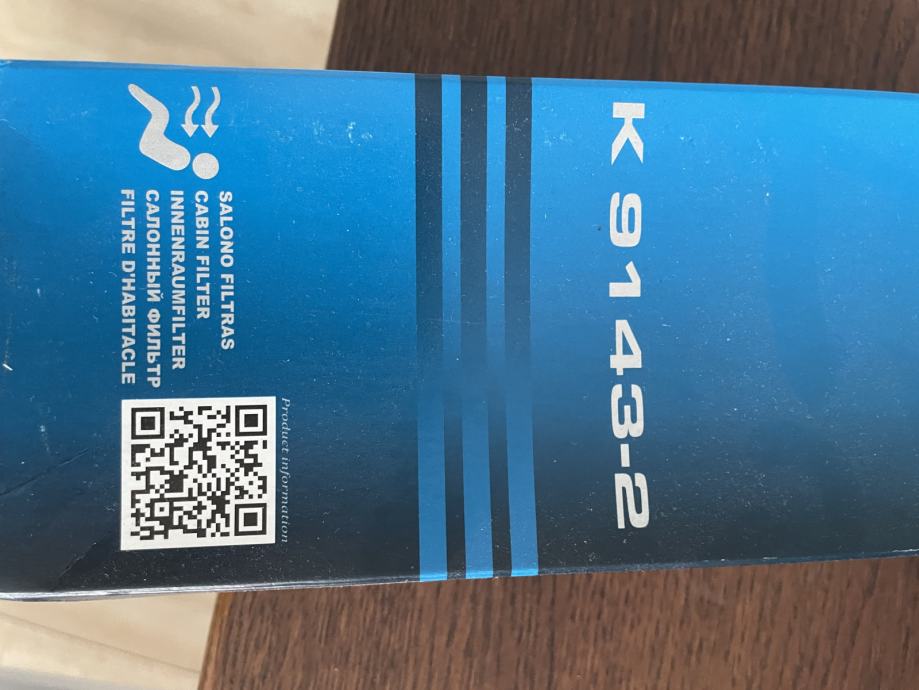 K 9143-2
SALONO FILTRAS
CABIN FILTER
INNENRAUMFILTER
САЛОННЫЙ ФИЛЬТР
FILTRE D'HABITACLE
Product information